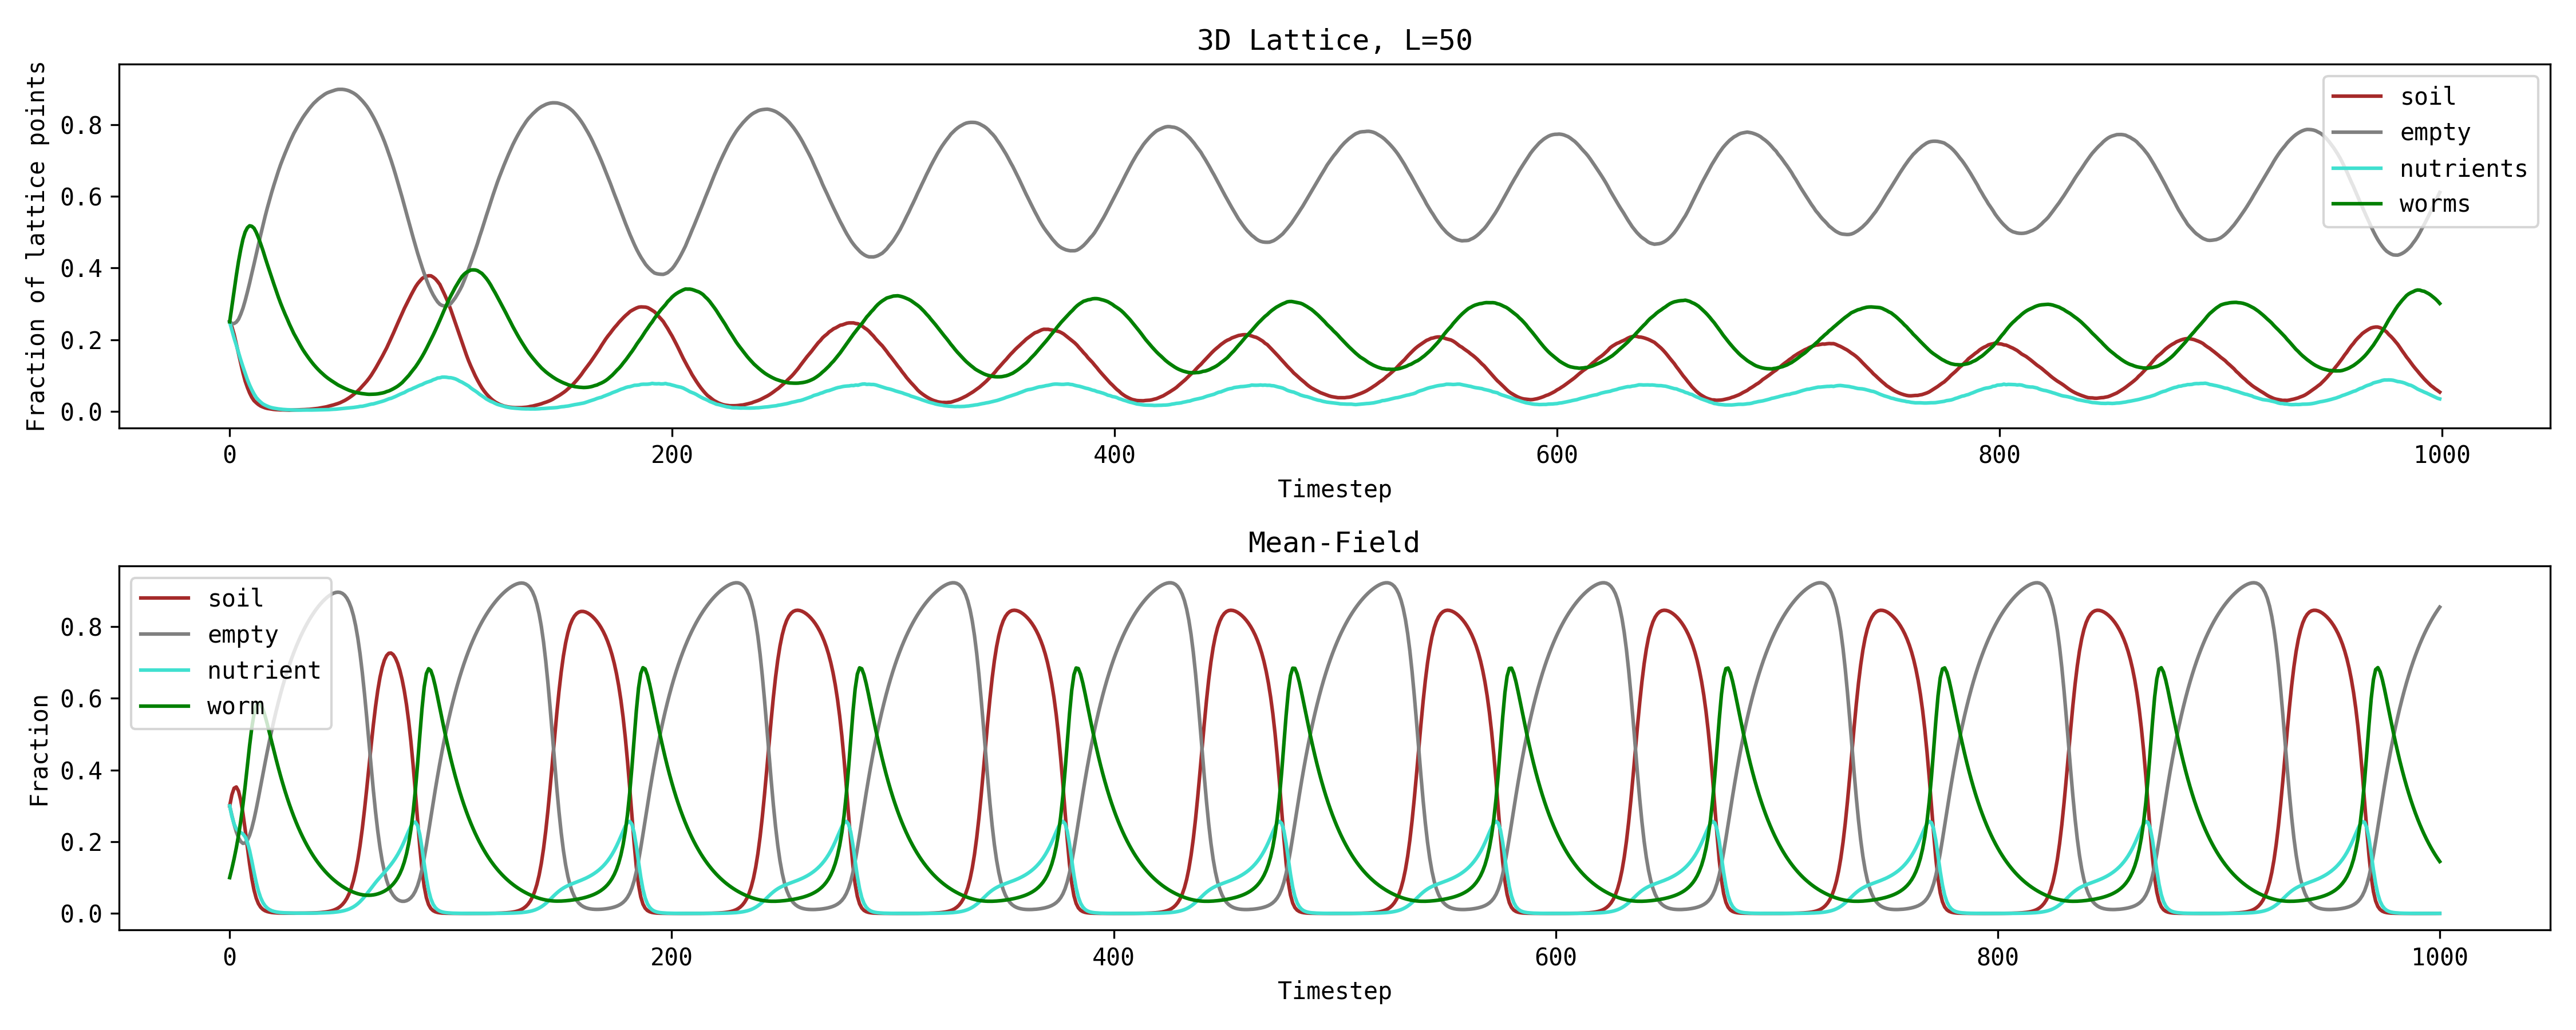 3D Lattice, L=50
Fraction of lattice points
0.8
0.6
0.4
0.2
0.0
soil
empty
nutrients
worms
0 200 400 600 800 1000
Timestep
Mean-Field
Fraction
0.8
0.6
0.4
0.2
0.0
soil
empty
nutrient
worm
0 200 400 600 800 1000
Timestep